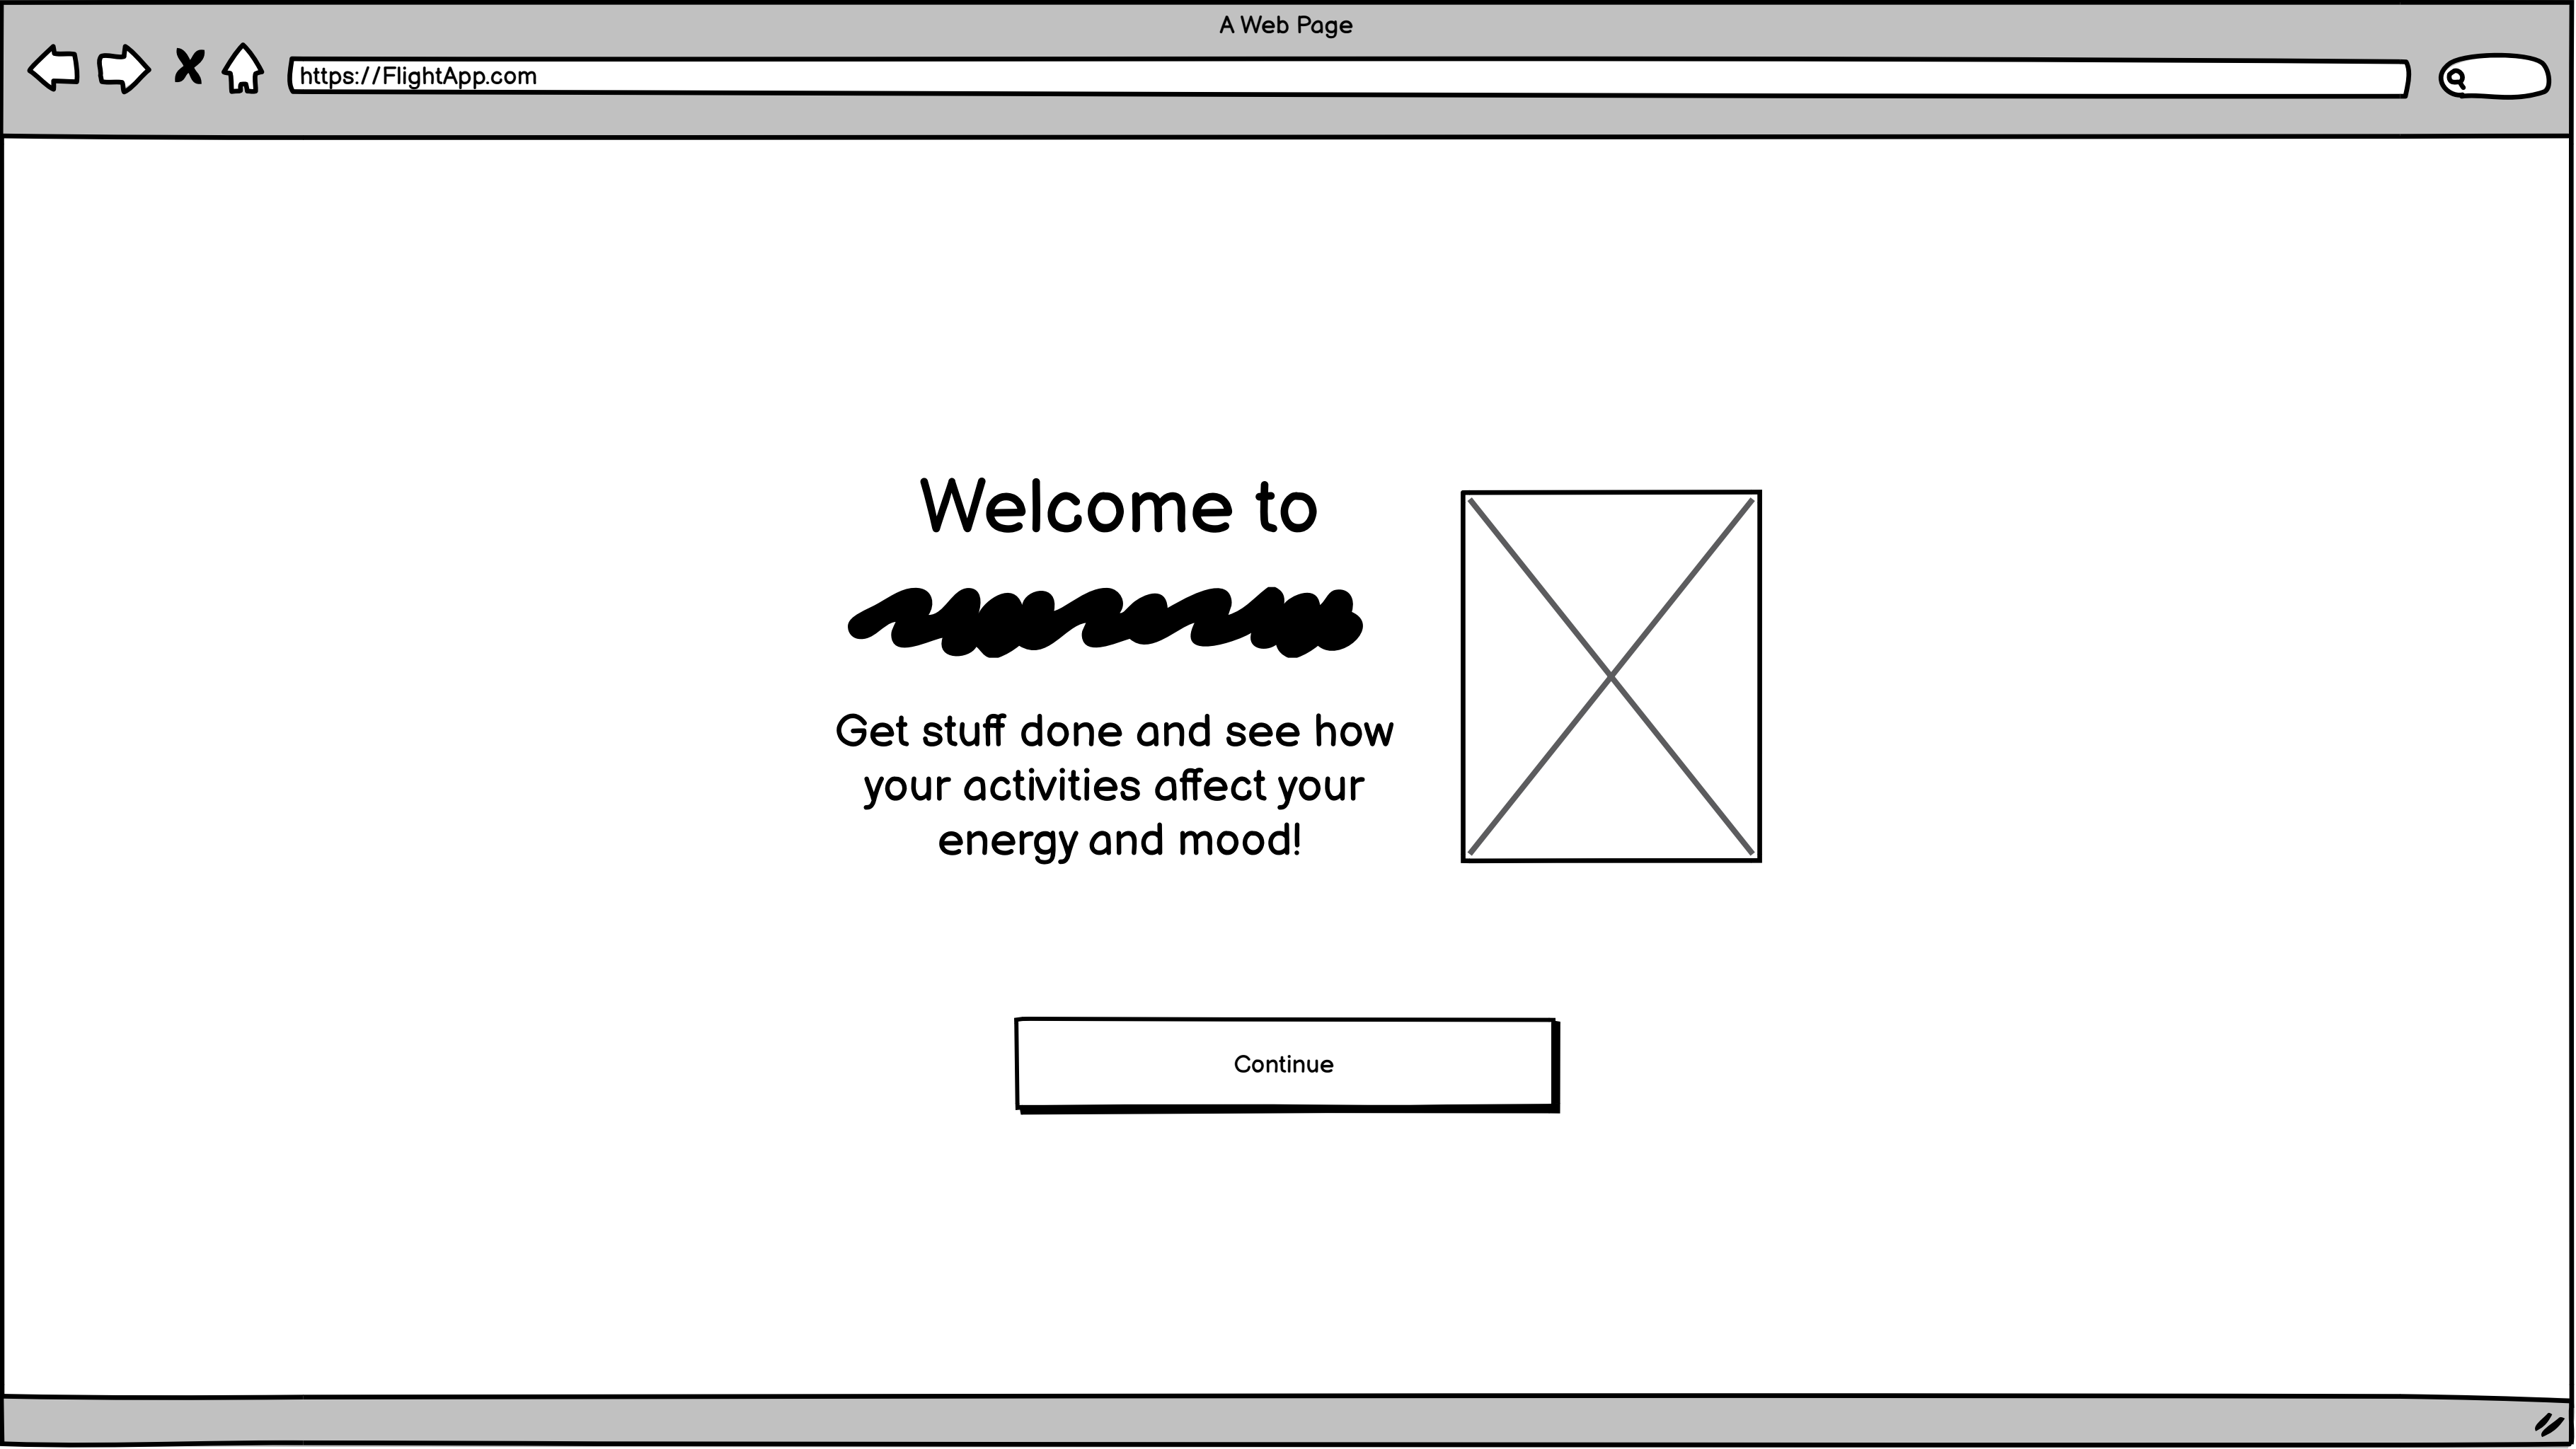 A Web Page
https://FlightApp.com
Welcome to
Get stuff done and see how
your activities affect your
energy and mood!
Continue